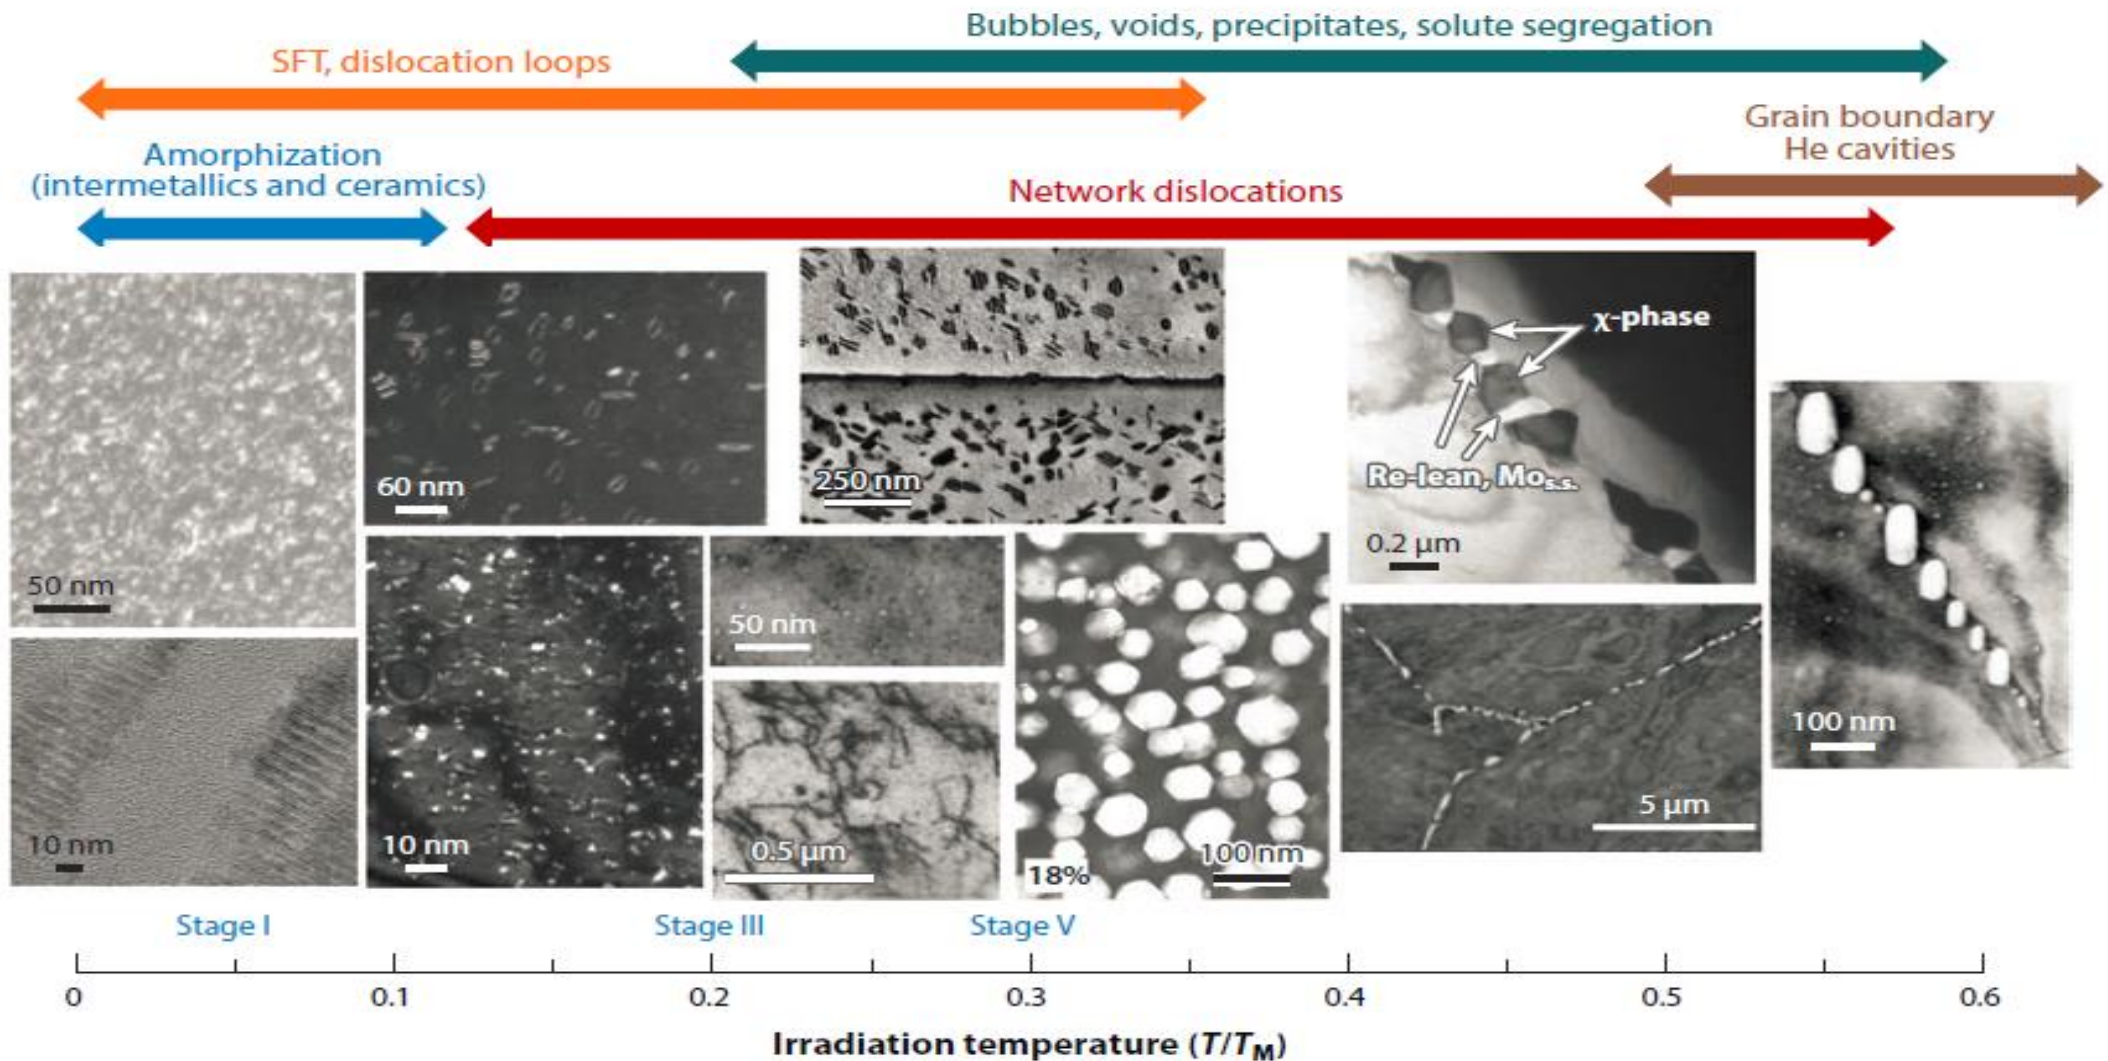 Bubbles, voids, precipitates, solute segregation
SFT, dislocation loops
Grain boundary
He cavities
Amorphization
(intermetallics and ceramics)
Network dislocations
χ-phase
Re-lean, Mos.s.
60 nm
250 nm
0.2 μm
50 nm
50 nm
100 nm
5 μm
10 nm
10 nm
0.5 μm
100 nm
18%
Stage I
Stage III
Stage V
0
0.1
0.2
0.3
0.4
0.5
0.6
Irradiation temperature (T/TM)